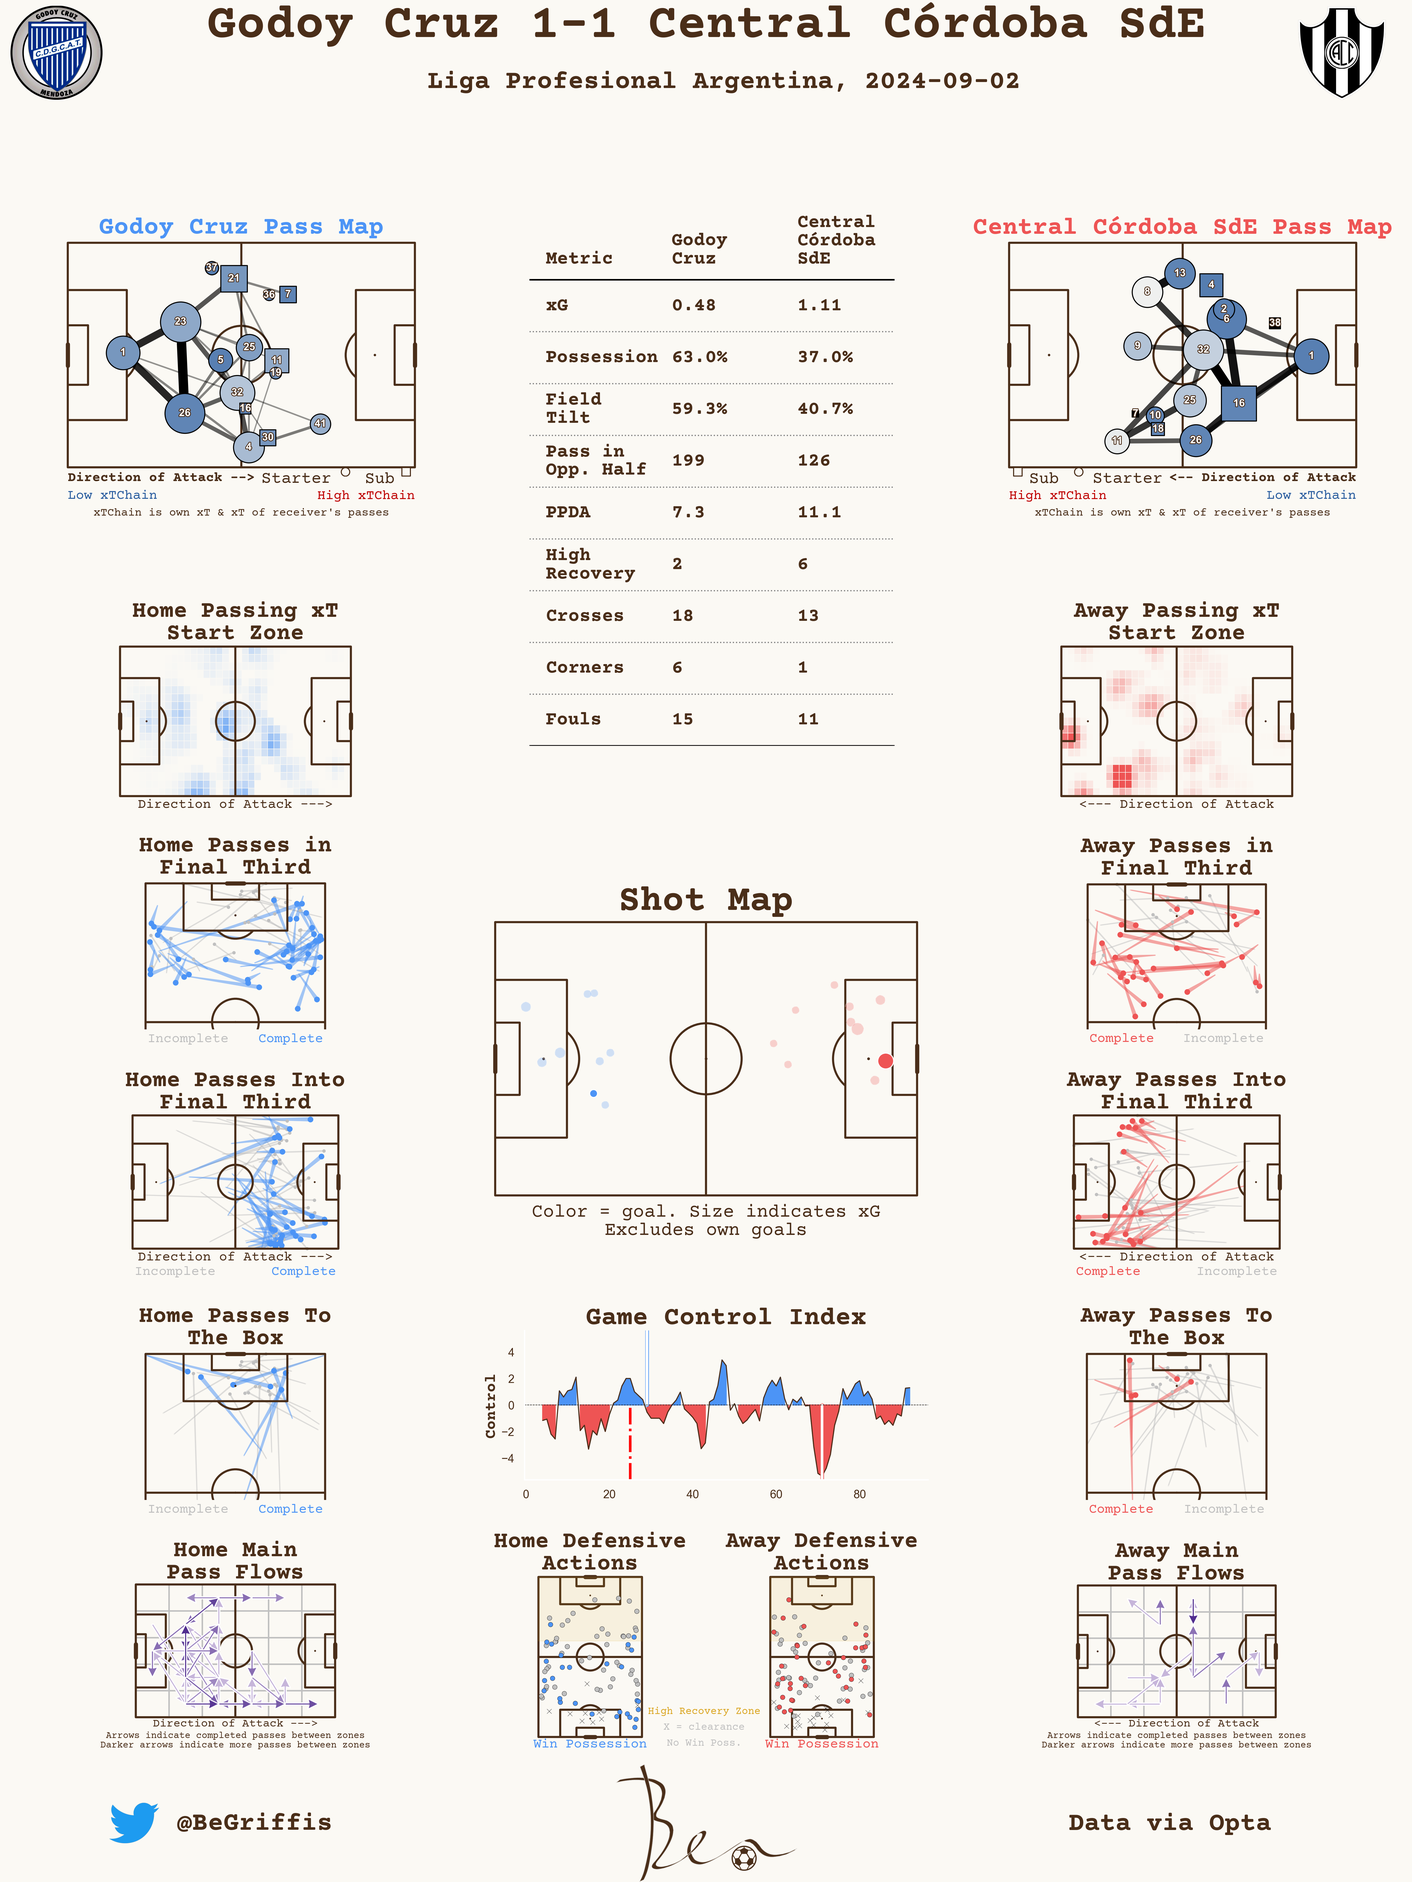 Godoy Cruz 1-1 Central Córdoba SdE
Liga Profesional Argentina, 2024-09-02
GODOY CRUZ
C.D.G.C.A.T.
MENDOZA
Godoy Cruz Pass Map
37
21
36
7
23
1
5
25
11
19
32
16
26
41
30
4
Direction of Attack --> Starter Sub
Low xTChain High xTChain
xTChain is own xT & xT of receiver's passes
Metric Godoy Cruz Central Córdoba SdE
xG 0.48 1.11
Possession 63.0% 37.0%
Field Tilt 59.3% 40.7%
Pass in Opp. Half 199 126
PPDA 7.3 11.1
High Recovery 2 6
Crosses 18 13
Corners 6 1
Fouls 15 11
Central Córdoba SdE Pass Map
13
8
4
2
6
38
9
32
1
25
16
7
10
18
11
26
Sub Starter <-- Direction of Attack
High xTChain Low xTChain
xTChain is own xT & xT of receiver's passes
Home Passing xT
Start Zone
Direction of Attack --->
Away Passing xT
Start Zone
<--- Direction of Attack
Home Passes in
Final Third
Incomplete Complete
Away Passes in
Final Third
Complete Incomplete
Shot Map
Color = goal. Size indicates xG
Excludes own goals
Home Passes Into
Final Third
Direction of Attack --->
Incomplete Complete
Away Passes Into
Final Third
<--- Direction of Attack
Complete Incomplete
Home Passes To
The Box
Incomplete Complete
Game Control Index
Control
4
2
0
−2
−4
0 20 40 60 80
Away Passes To
The Box
Complete Incomplete
Home Main
Pass Flows
Direction of Attack --->
Arrows indicate completed passes between zones
Darker arrows indicate more passes between zones
Home Defensive
Actions
Win Possession
High Recovery Zone
X = clearance
No Win Poss.
Away Defensive
Actions
Win Possession
Away Main
Pass Flows
<--- Direction of Attack
Arrows indicate completed passes between zones
Darker arrows indicate more passes between zones
@BeGriffis
Ben
Data via Opta